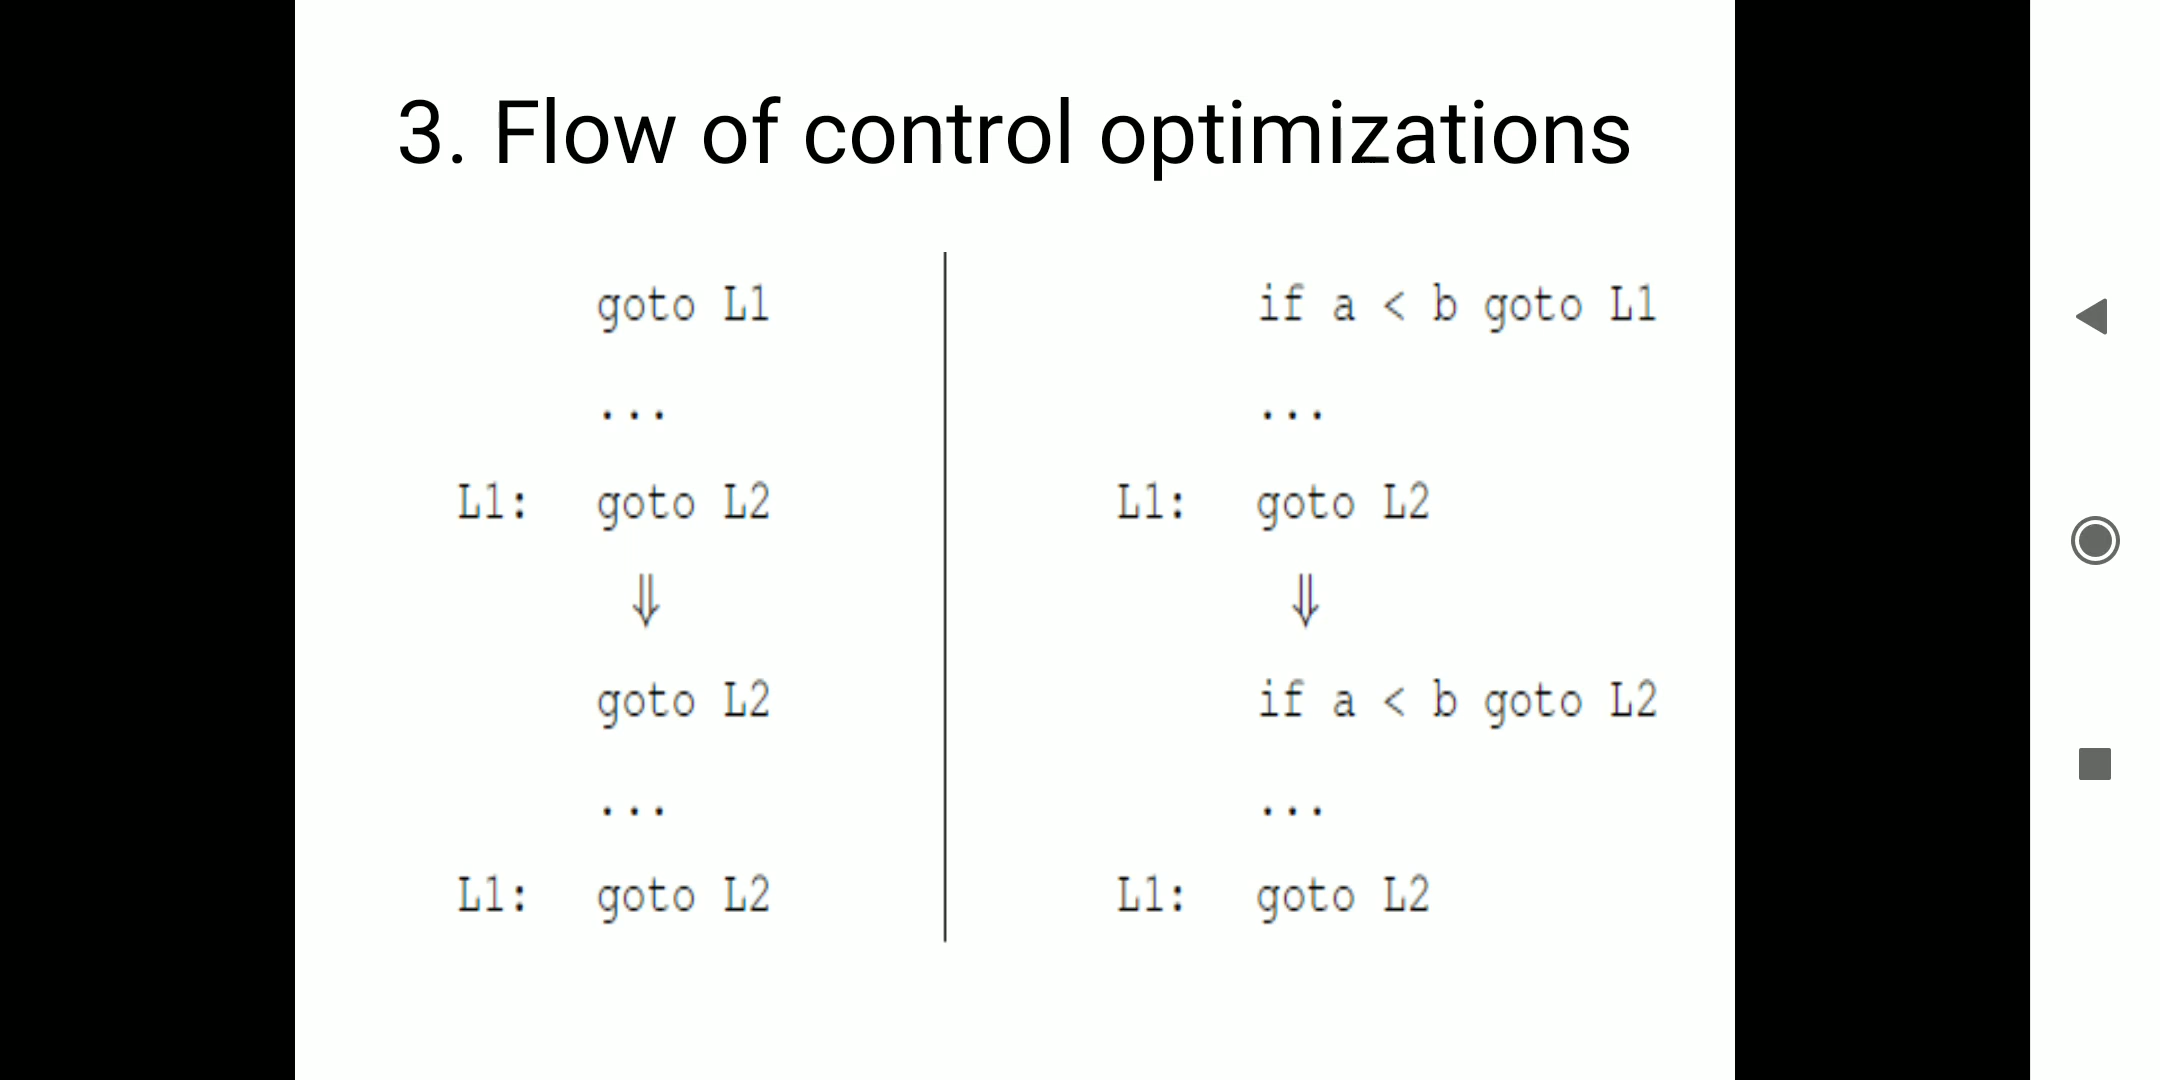 3. Flow of control optimizations
goto L1
...
L1: goto L2
⇓
goto L2
...
L1: goto L2
if a < b goto L1
...
L1: goto L2
⇓
if a < b goto L2
...
L1: goto L2